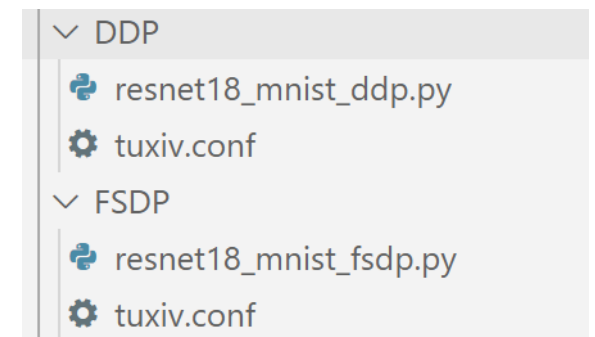 DDP
resnet18_mnist_ddp.py
tuxiv.conf
FSDP
resnet18_mnist_fsdp.py
tuxiv.conf